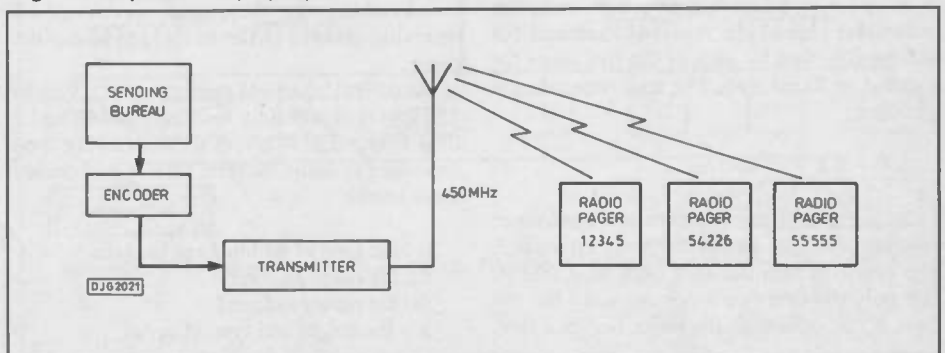 SENDING
BUREAU
ENCODER
DJG2021
TRANSMITTER
450MHz
RADIO
PAGER
12345
RADIO
PAGER
54226
RADIO
PAGER
55555